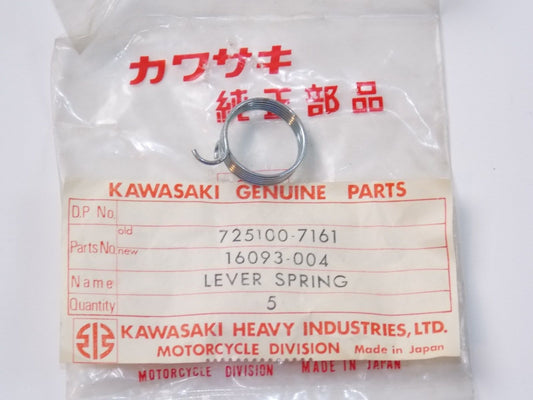 カワサキ
純正部品
KAWASAKI GENUINE PARTS
D.P No.
Parts No. old 725100-7161
new 16093-004
Name LEVER SPRING
Quantity 5
KAWASAKI HEAVY INDUSTRIES, LTD.
MOTORCYCLE DIVISION Made in Japan
MOTORCYCLE DIVISION MADE IN JAPAN